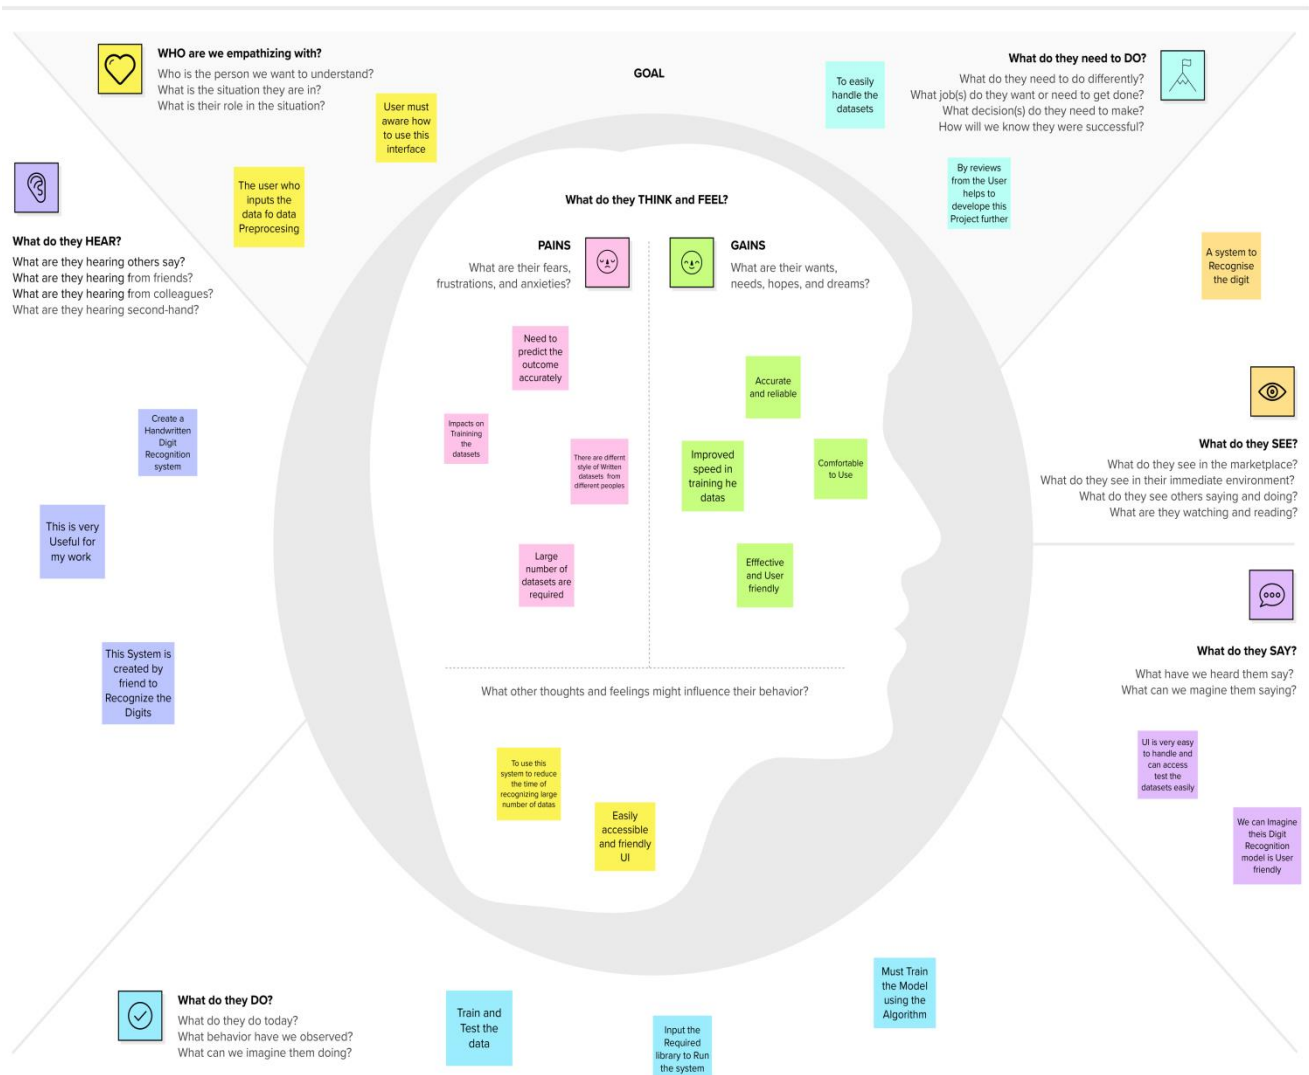 WHO are we empathizing with?
Who is the person we want to understand?
What is the situation they are in?
What is their role in the situation?
User must
aware how
to use this
interface
The user who
inputs the
data fo data
Preprocesing
GOAL
What do they need to DO?
What do they need to do differently?
What job(s) do they want or need to get done?
What decision(s) do they need to make?
How will we know they were successful?
To easily
handle the
datasets
By reviews
from the User
helps to
develope this
Project further
What do they HEAR?
What are they hearing others say?
What are they hearing from friends?
What are they hearing from colleagues?
What are they hearing second-hand?
Create a
Handwritten
Digit
Recognition
system
This is very
Useful for
my work
This System is
created by
friend to
Recognize the
Digits
What do they THINK and FEEL?
PAINS
What are their fears,
frustrations, and anxieties?
Need to
predict the
outcome
accurately
Impacts on
Trainining
the
datasets
There are differnt
style of Written
datasets from
different peoples
Large
number of
datasets are
required
GAINS
What are their wants,
needs, hopes, and dreams?
Accurate
and reliable
Improved
speed in
training he
datas
Comfortable
to Use
Efffective
and User
friendly
What other thoughts and feelings might influence their behavior?
To use this
system to reduce
the time of
recognizing large
number of datas
Easily
accessible
and friendly
UI
A system to
Recognise
the digit
What do they SEE?
What do they see in the marketplace?
What do they see in their immediate environment?
What do they see others saying and doing?
What are they watching and reading?
What do they SAY?
What have we heard them say?
What can we magine them saying?
UI is very easy
to handle and
can access
test the
datasets easily
We can Imagine
theis Digit
Recognition
model is User
friendly
What do they DO?
What do they do today?
What behavior have we observed?
What can we imagine them doing?
Train and
Test the
data
Input the
Required
library to Run
the system
Must Train
the Model
using the
Algorithm